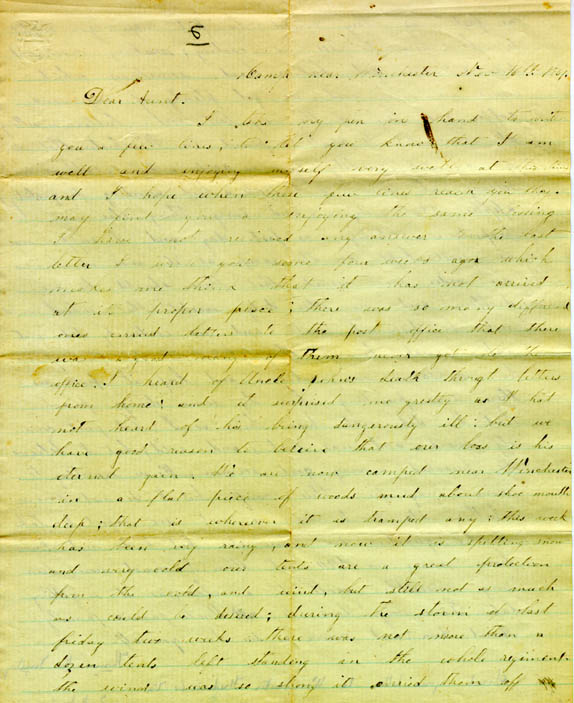 5
Camp near Winchester Nov 16th
Dear Aunt.
I take my pen in hand to write
you a few lines, to let you know that I am
well and enjoying myself very well at this time
and I hope when these few lines reach you they
may find you enjoying the same blessing
I have not received any answer to the last
letter I you some four weeks ago which
makes me think that it has not arrived
at its proper place; there was so many different
ones carried letters to the post office that there
was a great many of them never got to the
office. I heard of Uncle death through letters
from home; and it surprised me greatly as I had
not heard of his being dangerously ill: but we
have good reason to believe that our loss is his
eternal gain. We are now camped near Winchester
in a flat piece of woods mud about shoe mouth
deep; that is wherever it is tramped any: this week
has been very rainy, and now it is spitting snow
and very cold our tents are a great protection
from the cold, and wind, but still not as much
as could be desired; during the storm of last
friday two weeks there was not more than a
dozen tents left standing in the whole regiment
the wind was so strong it carried them off